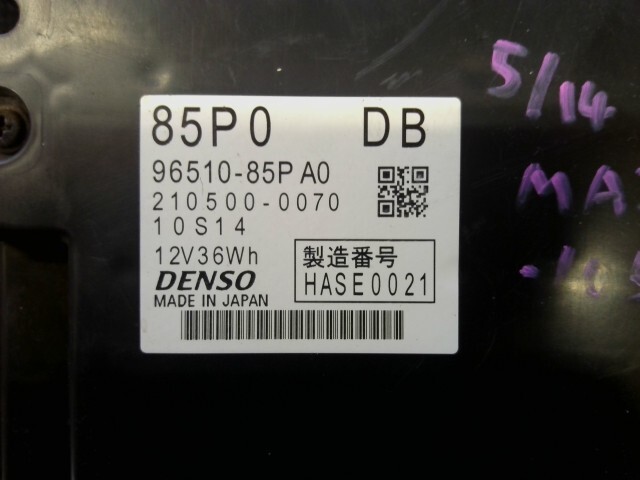 85P0 DB
96510-85P A0
210500-0070
10S14
12V36Wh
DENSO
MADE IN JAPAN
製造番号
HASE0021
5/14